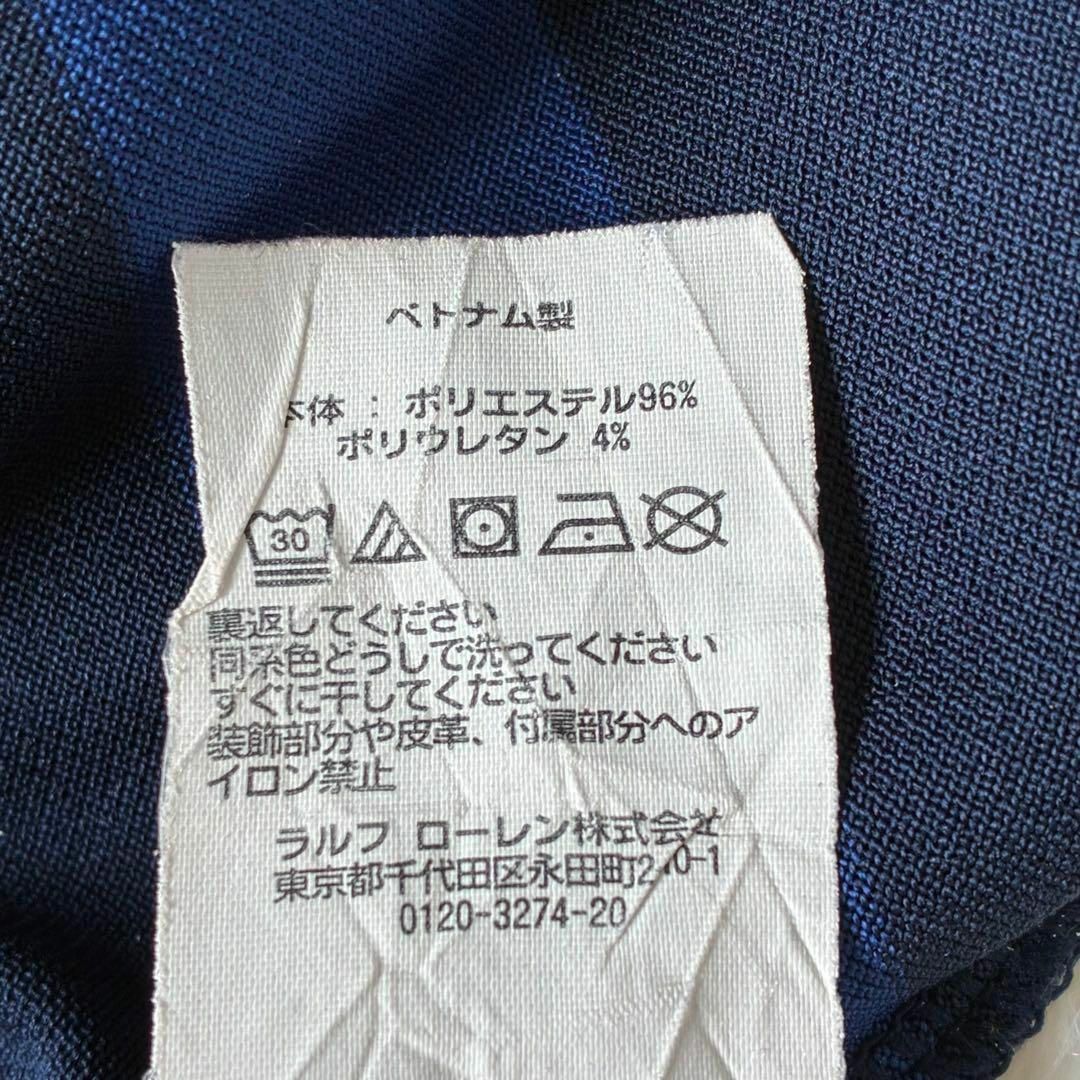 ベトナム製
本体 : ポリエステル96%
ポリウレタン 4%
30
裏返してください
同系色どうしで洗ってください
すぐに干してください
装飾部分や皮革、付属部分へのア
イロン禁止
ラルフ ローレン株式会社
東京都千代田区永田町2-10-1
0120-3274-20